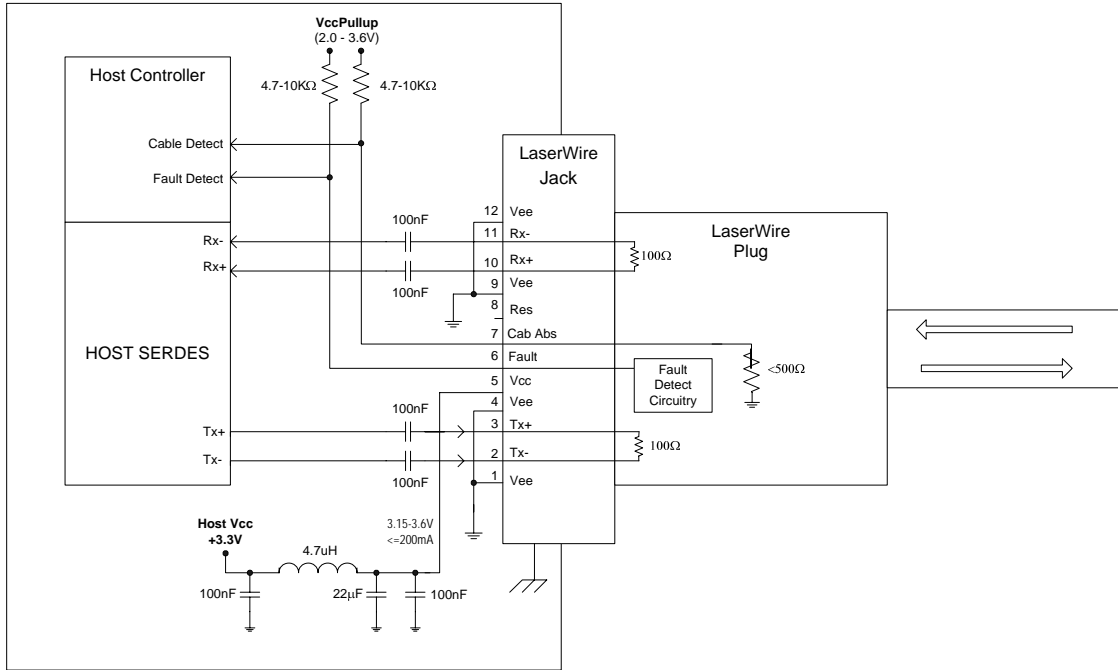 VccPullup
(2.0 - 3.6V)
4.7-10KΩ
4.7-10KΩ
Host Controller
Cable Detect
Fault Detect
LaserWire
Jack
LaserWire
Plug
Rx-
Rx+
HOST SERDES
Tx+
Tx-
100nF
100nF
100nF
100nF
12
Vee
11
Rx-
10
Rx+
9
Vee
8
Res
7
Cab Abs
6
Fault
5
Vcc
4
Vee
3
Tx+
2
Tx-
1
Vee
100Ω
<500Ω
Fault
Detect
Circuitry
100Ω
Host Vcc
+3.3V
4.7uH
3.15-3.6V
<=200mA
100nF
22µF
100nF